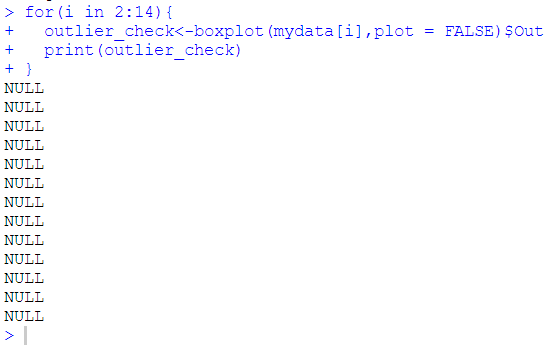 > for(i in 2:14){
+   outlier_check<-boxplot(mydata[i],plot = FALSE)$Out
+   print(outlier_check)
+ }
NULL
NULL
NULL
NULL
NULL
NULL
NULL
NULL
NULL
NULL
NULL
NULL
NULL
>